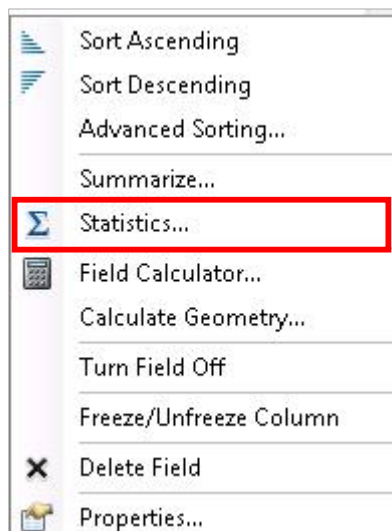 Sort Ascending
Sort Descending
Advanced Sorting...
Summarize...
Statistics...
Field Calculator...
Calculate Geometry...
Turn Field Off
Freeze/Unfreeze Column
Delete Field
Properties...